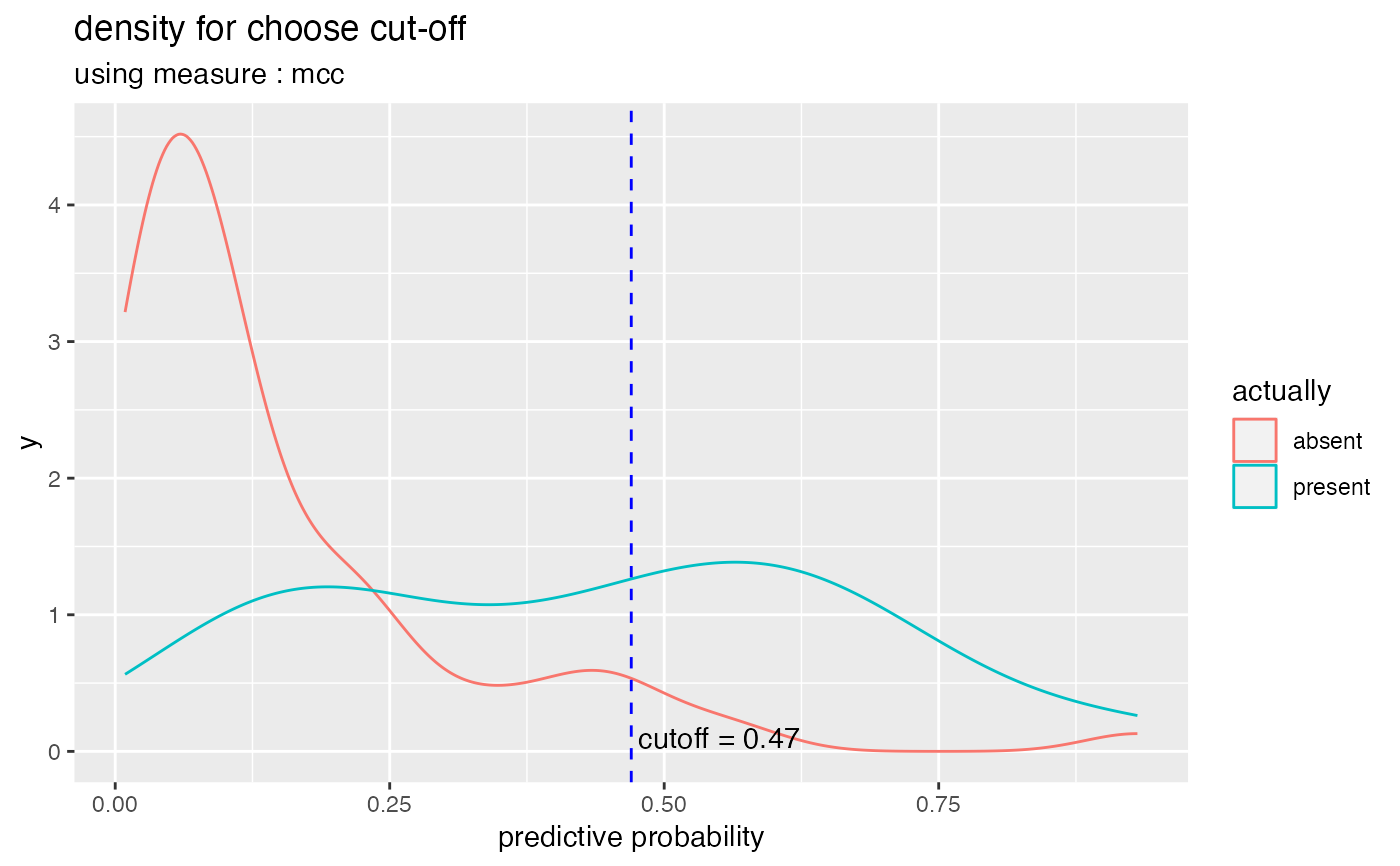 density for choose cut-off
using measure : mcc
y
4
3
2
1
0
cutoff = 0.47
0.00 0.25 0.50 0.75
predictive probability
actually
absent
present